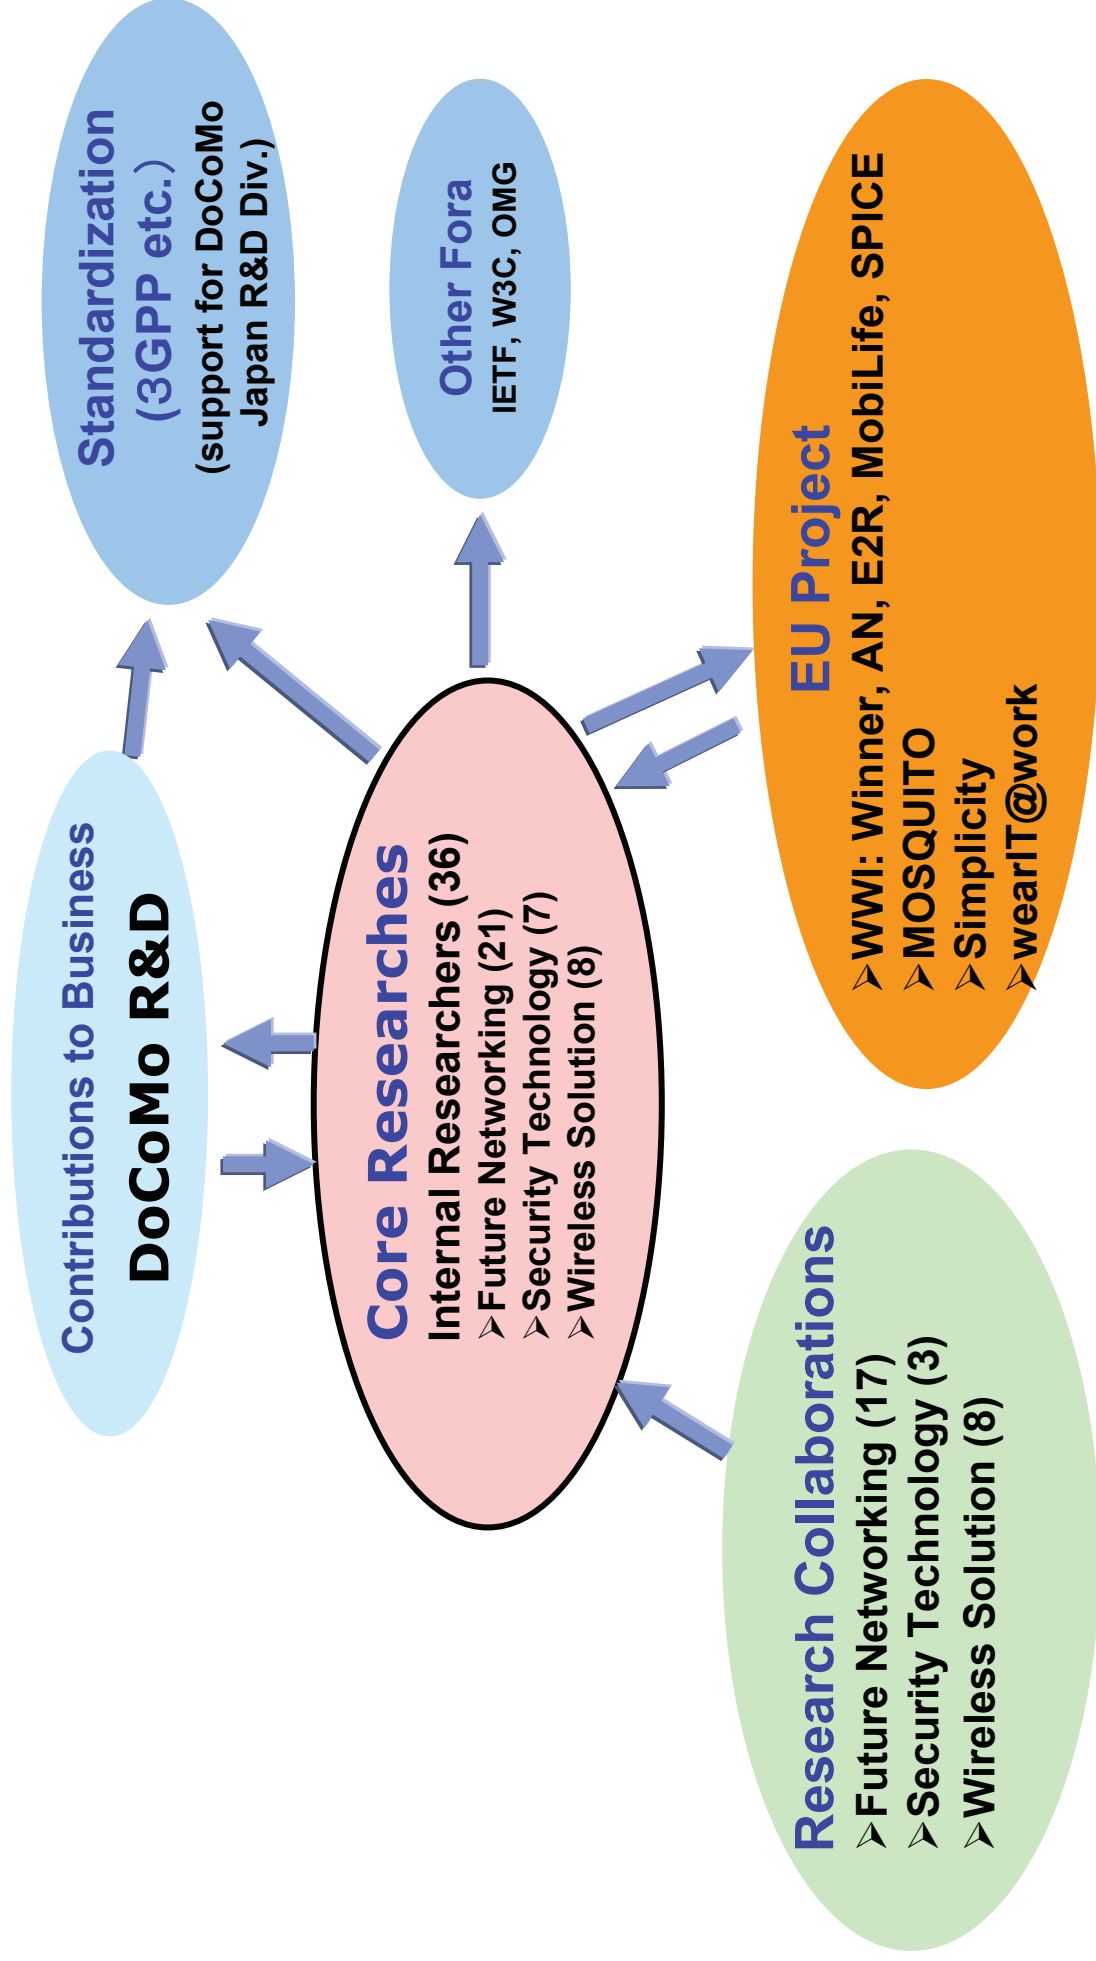 Contributions to Business
DoCoMo R&D
Standardization
(3GPP etc.)
(support for DoCoMo
Japan R&D Div.)
Core Researches
Internal Researchers (36)
➢Future Networking (21)
➢Security Technology (7)
➢Wireless Solution (8)
Other Fora
IETF, W3C, OMG
Research Collaborations
➢Future Networking (17)
➢Security Technology (3)
➢Wireless Solution (8)
EU Project
➢WWI: Winner, AN, E2R, MobiLife, SPICE
➢MOSQUITO
➢Simplicity
➢wearIT@work